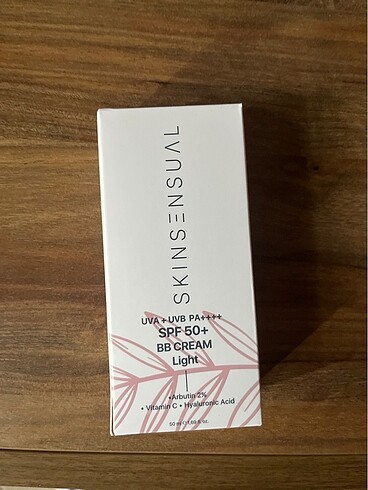 SKINSENSUAL
UVA + UVB PA++++
SPF 50+
BB CREAM
Light
•Arbutin 2%
• Vitamin C • Hyaluronic Acid
50 ml / 1.69 fl. oz.